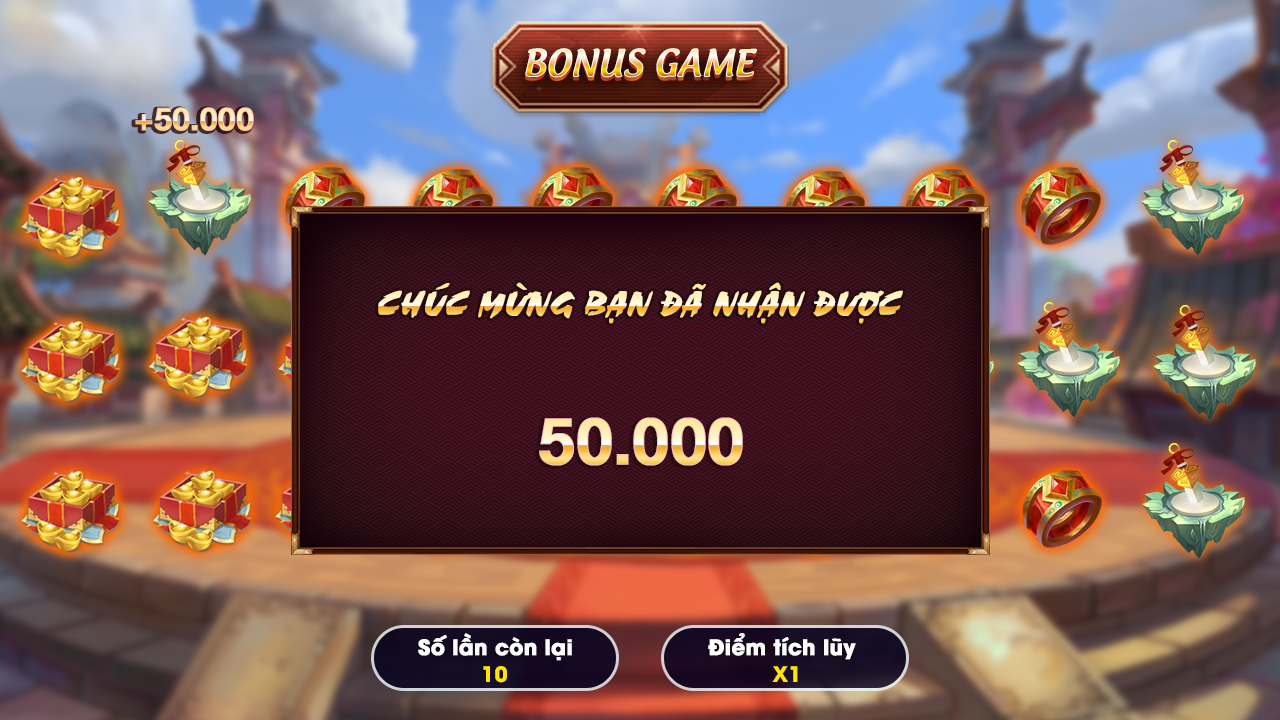 BONUS GAME
+50.000
CHÚC MỪNG BẠN ĐÃ NHẬN ĐƯỢC
50.000
Số lần còn lại
10
Điểm tích lũy
X1